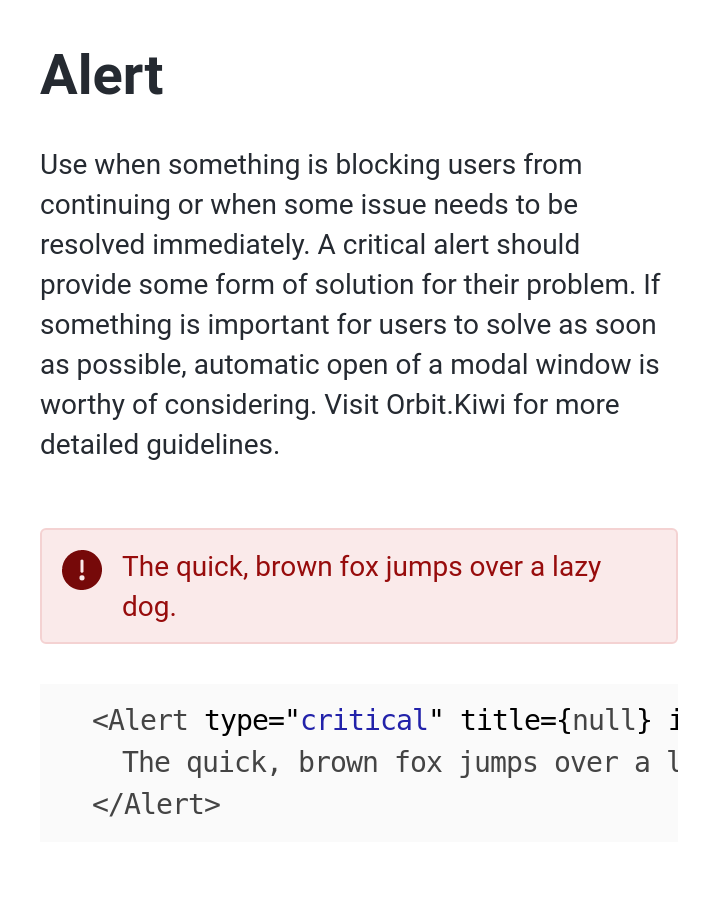 Alert
Use when something is blocking users from
continuing or when some issue needs to be
resolved immediately. A critical alert should
provide some form of solution for their problem. If
something is important for users to solve as soon
as possible, automatic open of a modal window is
worthy of considering. Visit Orbit.Kiwi for more
detailed guidelines.
The quick, brown fox jumps over a lazy
dog.
<Alert type="critical" title={null} i
The quick, brown fox jumps over a l
</Alert>